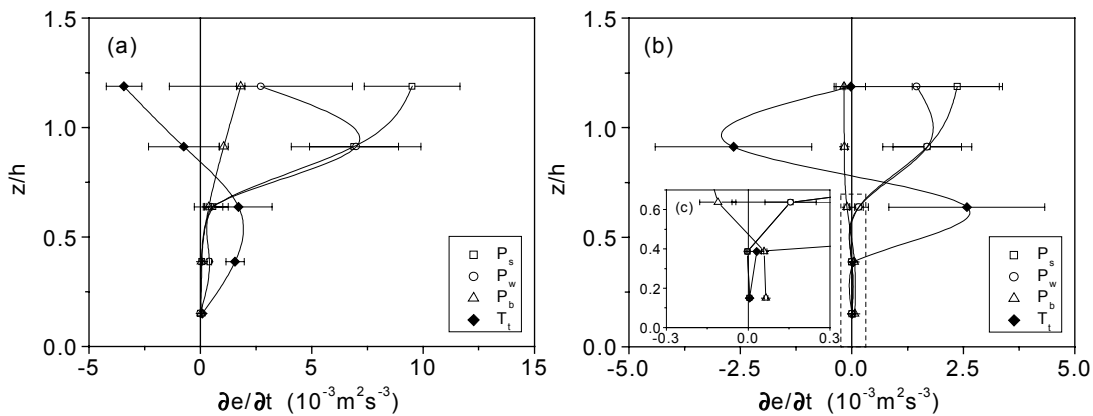 (a)
1.5
1.0
0.5
0.0
z/h
-5
0
5
10
15
∂e/∂t (10⁻³m²s⁻³)
P_s
P_w
P_b
T_t
(b)
1.5
1.0
0.5
0.0
z/h
-5.0
-2.5
0.0
2.5
5.0
∂e/∂t (10⁻³m²s⁻³)
P_s
P_w
P_b
T_t
(c)
0.6
0.4
0.2
0.0
-0.3
0.0
0.3